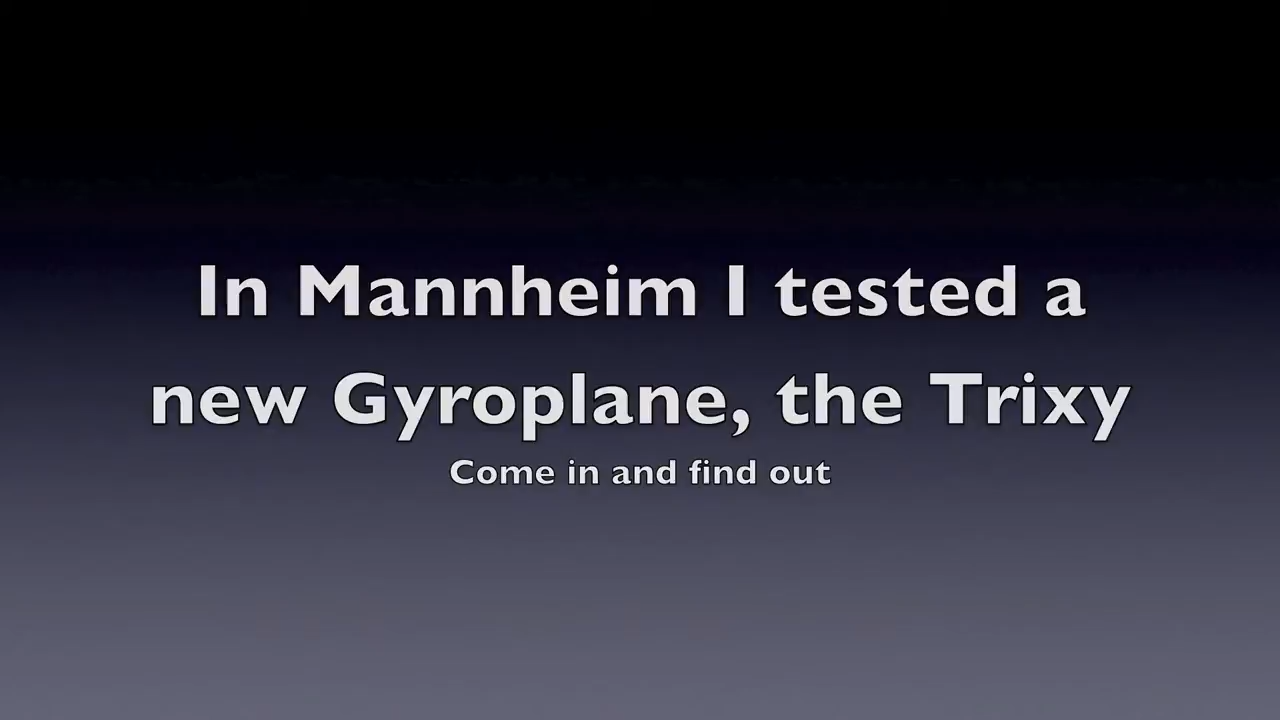 In Mannheim I tested a
new Gyroplane, the Trixy
Come in and find out